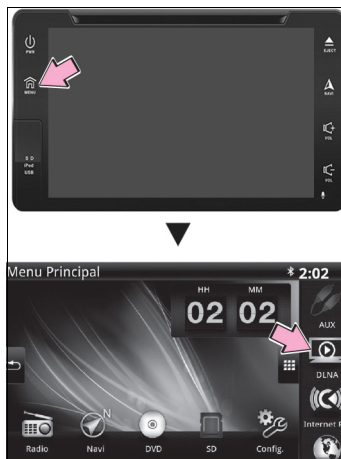 PWR
EJECT
MENU
NAVI
VOL
SD
iPod
USB
VOL
Menu Principal
2:02
HH
MM
02
02
AUX
DLNA
N
Radio
Navi
DVD
SD
Config.
Internet